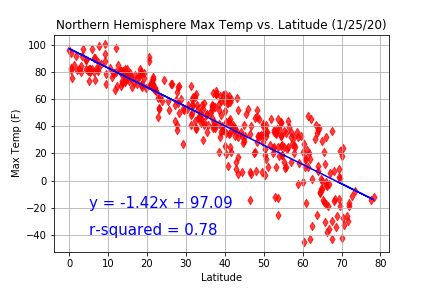 Northern Hemisphere Max Temp vs. Latitude (1/25/20)
Max Temp (F)
100
80
60
40
20
0
−20
−40
y = -1.42x + 97.09
r-squared = 0.78
0 10 20 30 40 50 60 70 80
Latitude